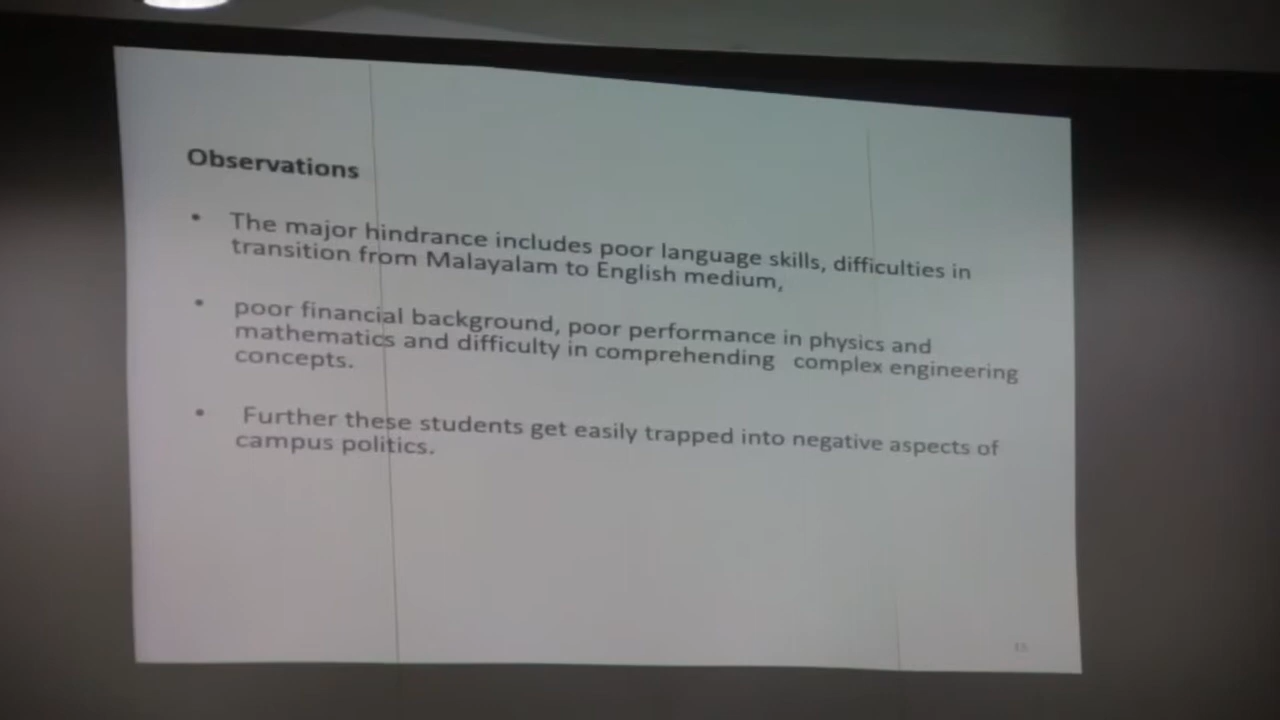 Observations
• The major hindrance includes poor language skills, difficulties in
transition from Malayalam to English medium,
• poor financial background, poor performance in physics and
mathematics and difficulty in comprehending complex engineering
concepts.
• Further these students get easily trapped into negative aspects of
campus politics.